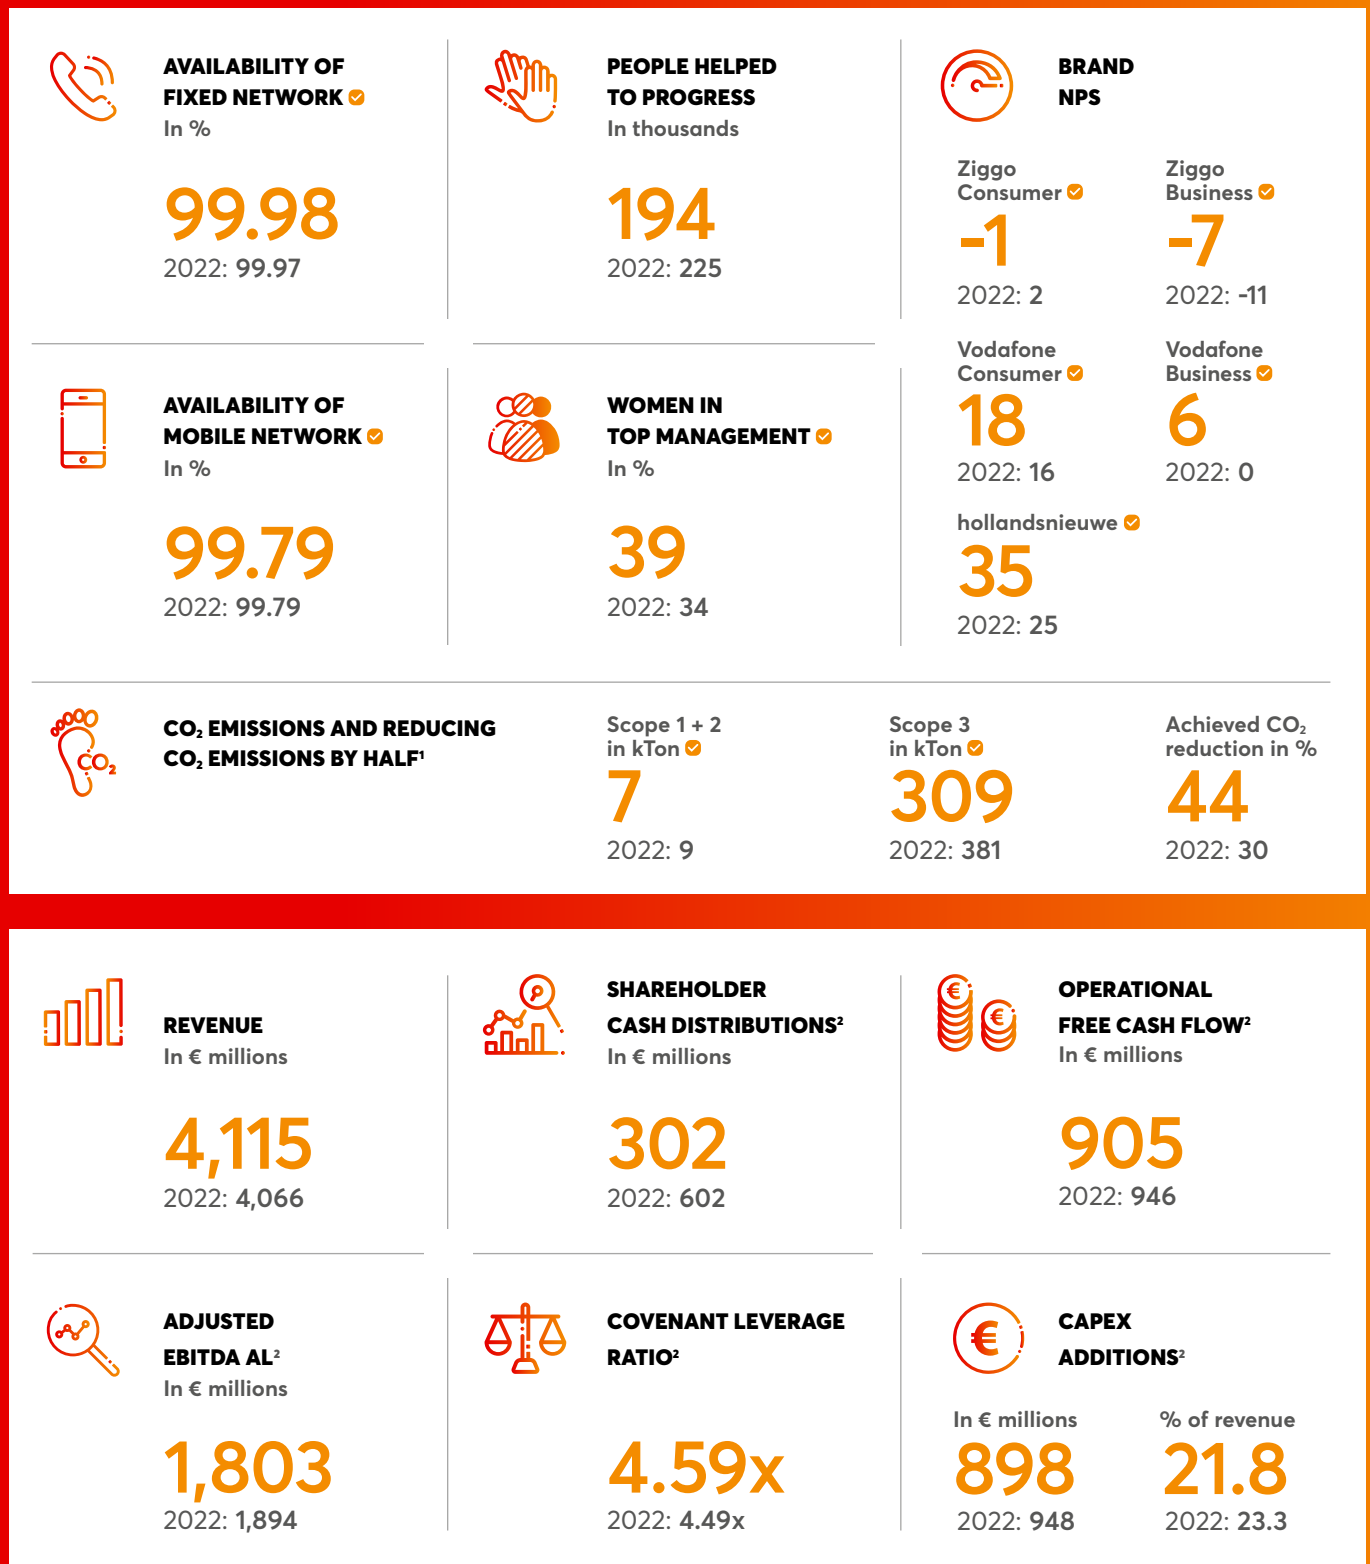 AVAILABILITY OF
FIXED NETWORK
In %
99.98
2022: 99.97
PEOPLE HELPED
TO PROGRESS
In thousands
194
2022: 225
BRAND
NPS
Ziggo
Consumer
-1
2022: 2
Ziggo
Business
-7
2022: -11
Vodafone
Consumer
18
2022: 16
Vodafone
Business
6
2022: 0
hollandsnieuwe
35
2022: 25
AVAILABILITY OF
MOBILE NETWORK
In %
99.79
2022: 99.79
WOMEN IN
TOP MANAGEMENT
In %
39
2022: 34
CO₂
CO₂ EMISSIONS AND REDUCING
CO₂ EMISSIONS BY HALF¹
Scope 1 + 2
in kTon
7
2022: 9
Scope 3
in kTon
309
2022: 381
Achieved CO₂
reduction in %
44
2022: 30
REVENUE
In € millions
4,115
2022: 4,066
SHAREHOLDER
CASH DISTRIBUTIONS²
In € millions
302
2022: 602
€
€
OPERATIONAL
FREE CASH FLOW²
In € millions
905
2022: 946
ADJUSTED
EBITDA AL²
In € millions
1,803
2022: 1,894
COVENANT LEVERAGE
RATIO²
4.59x
2022: 4.49x
€
CAPEX
ADDITIONS²
In € millions
898
2022: 948
% of revenue
21.8
2022: 23.3